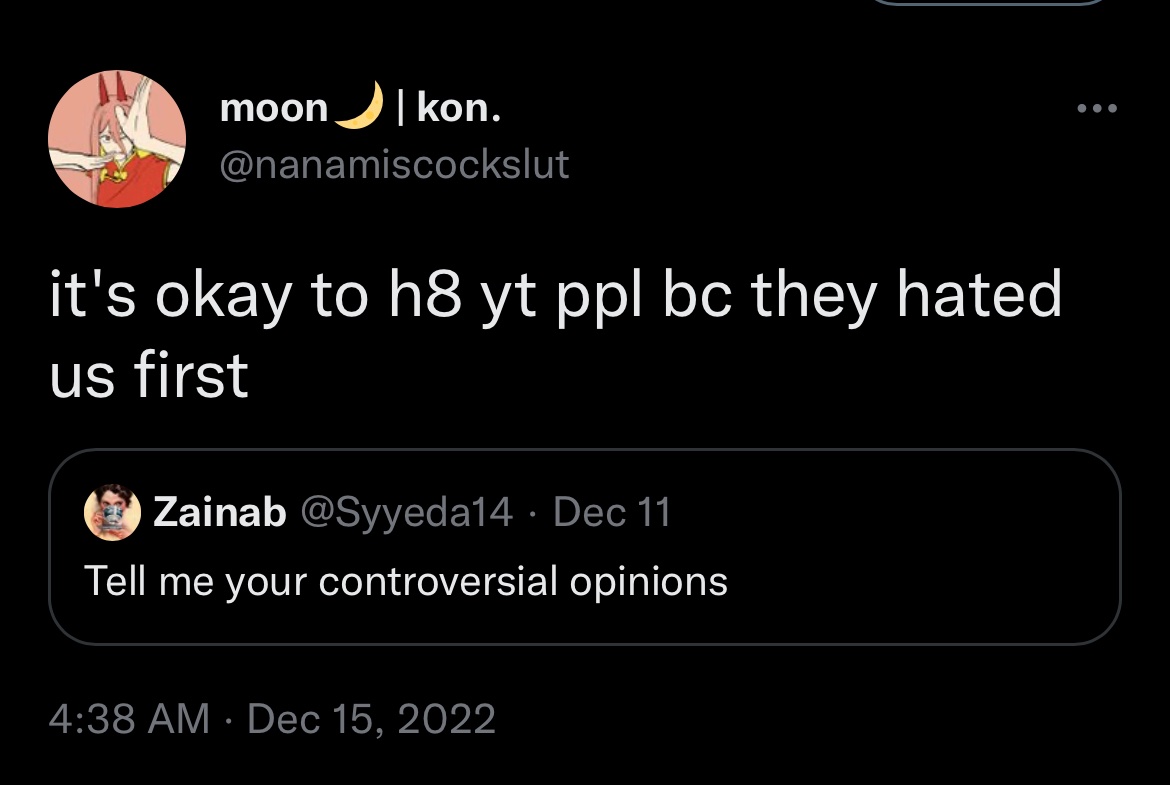 moon🌙 | kon.
@nanamiscockslut
it's okay to h8 yt ppl bc they hated
us first
Zainab @Syyeda14 · Dec 11
Tell me your controversial opinions
4:38 AM · Dec 15, 2022